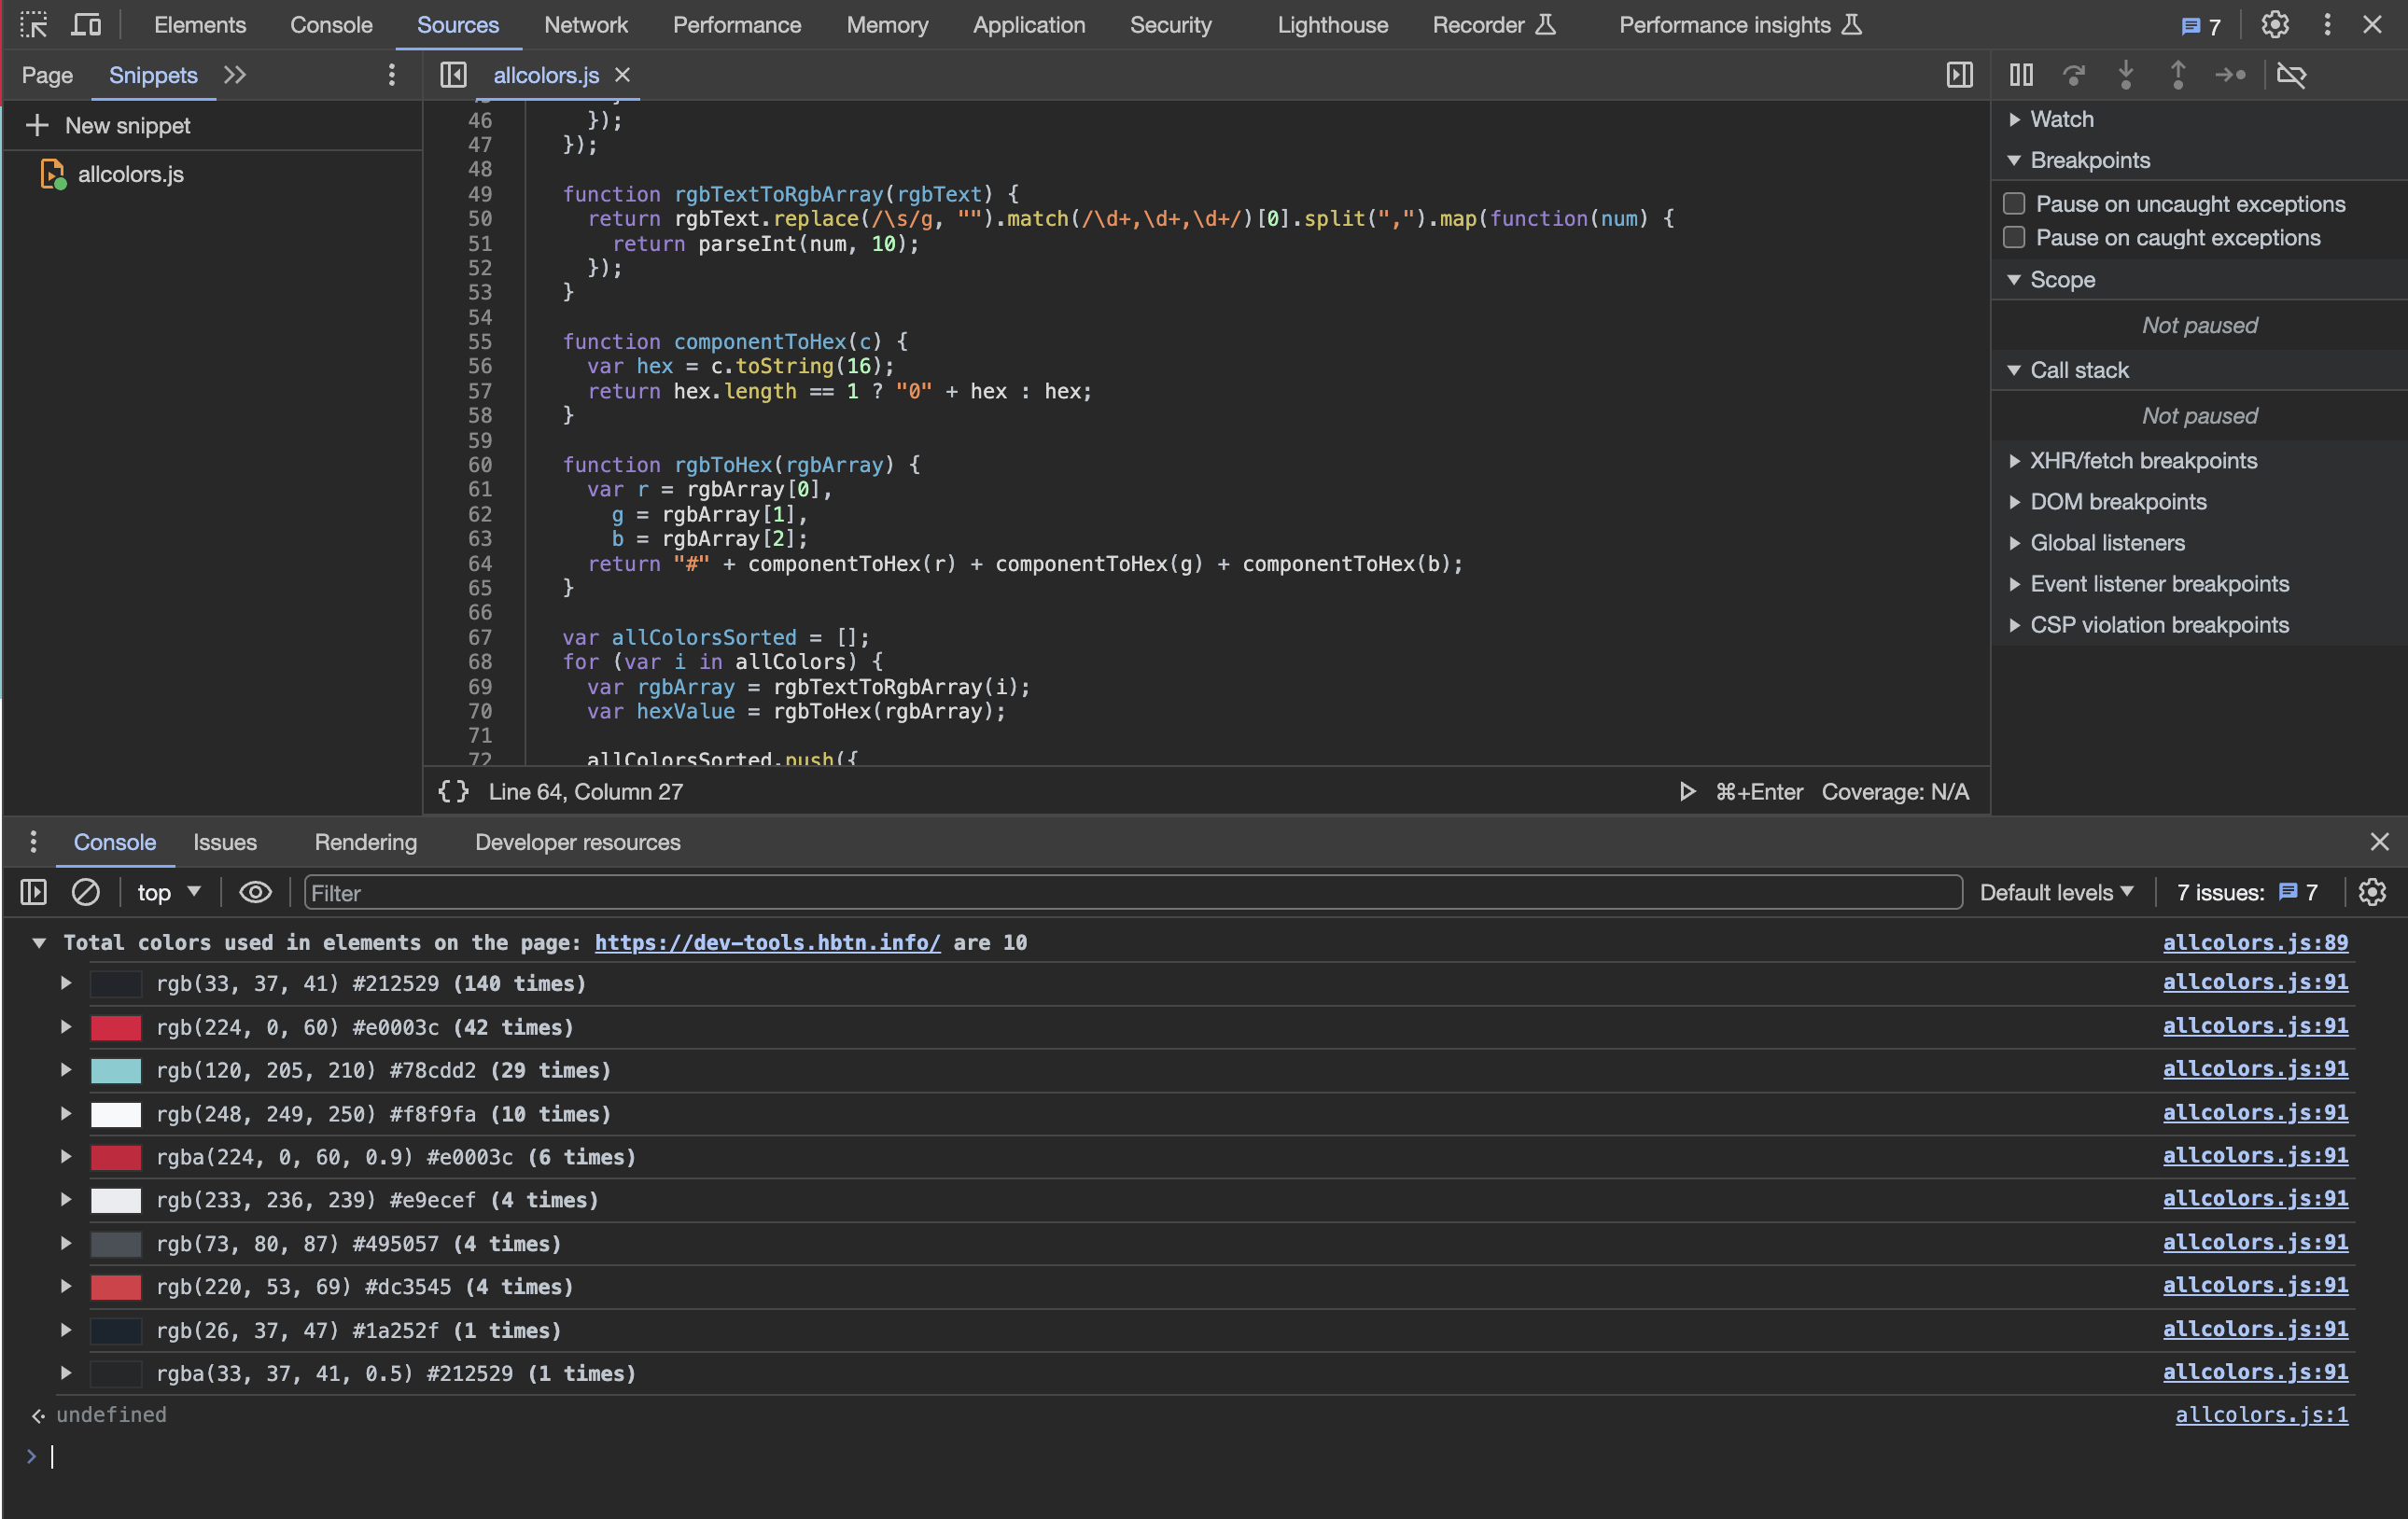 Elements Console Sources Network Performance Memory Application Security Lighthouse Recorder Performance insights 7
Page Snippets
allcolors.js
New snippet
allcolors.js
46 });
47 });
48
49 function rgbTextToRgbArray(rgbText) {
50 return rgbText.replace(/\s/g, "").match(/\d+,\d+,\d+/)[0].split(",").map(function(num) {
51 return parseInt(num, 10);
52 });
53 }
54
55 function componentToHex(c) {
56 var hex = c.toString(16);
57 return hex.length == 1 ? "0" + hex : hex;
58 }
59
60 function rgbToHex(rgbArray) {
61 var r = rgbArray[0],
62 g = rgbArray[1],
63 b = rgbArray[2];
64 return "#" + componentToHex(r) + componentToHex(g) + componentToHex(b);
65 }
66
67 var allColorsSorted = [];
68 for (var i in allColors) {
69 var rgbArray = rgbTextToRgbArray(i);
70 var hexValue = rgbToHex(rgbArray);
71
72 allColorsSorted.push({
{} Line 64, Column 27 ⌘+Enter Coverage: N/A
Watch
Breakpoints
Pause on uncaught exceptions
Pause on caught exceptions
Scope
Not paused
Call stack
Not paused
XHR/fetch breakpoints
DOM breakpoints
Global listeners
Event listener breakpoints
CSP violation breakpoints
Console Issues Rendering Developer resources
top Filter Default levels 7 issues: 7
Total colors used in elements on the page: https://dev-tools.hbtn.info/ are 10 allcolors.js:89
rgb(33, 37, 41) #212529 (140 times) allcolors.js:91
rgb(224, 0, 60) #e0003c (42 times) allcolors.js:91
rgb(120, 205, 210) #78cdd2 (29 times) allcolors.js:91
rgb(248, 249, 250) #f8f9fa (10 times) allcolors.js:91
rgba(224, 0, 60, 0.9) #e0003c (6 times) allcolors.js:91
rgb(233, 236, 239) #e9ecef (4 times) allcolors.js:91
rgb(73, 80, 87) #495057 (4 times) allcolors.js:91
rgb(220, 53, 69) #dc3545 (4 times) allcolors.js:91
rgb(26, 37, 47) #1a252f (1 times) allcolors.js:91
rgba(33, 37, 41, 0.5) #212529 (1 times) allcolors.js:91
undefined allcolors.js:1